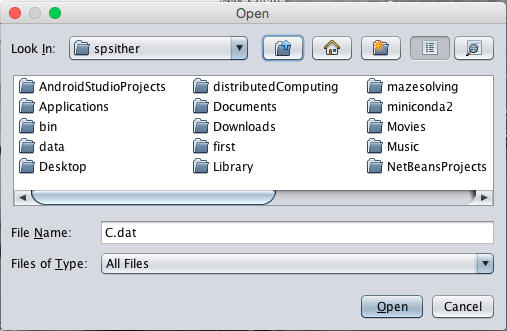 Open
Look In: spsither
AndroidStudioProjects distributedComputing mazesolving
Applications Documents miniconda2
bin Downloads Movies
data first Music
Desktop Library NetBeansProjects
File Name: C.dat
Files of Type: All Files
Open Cancel